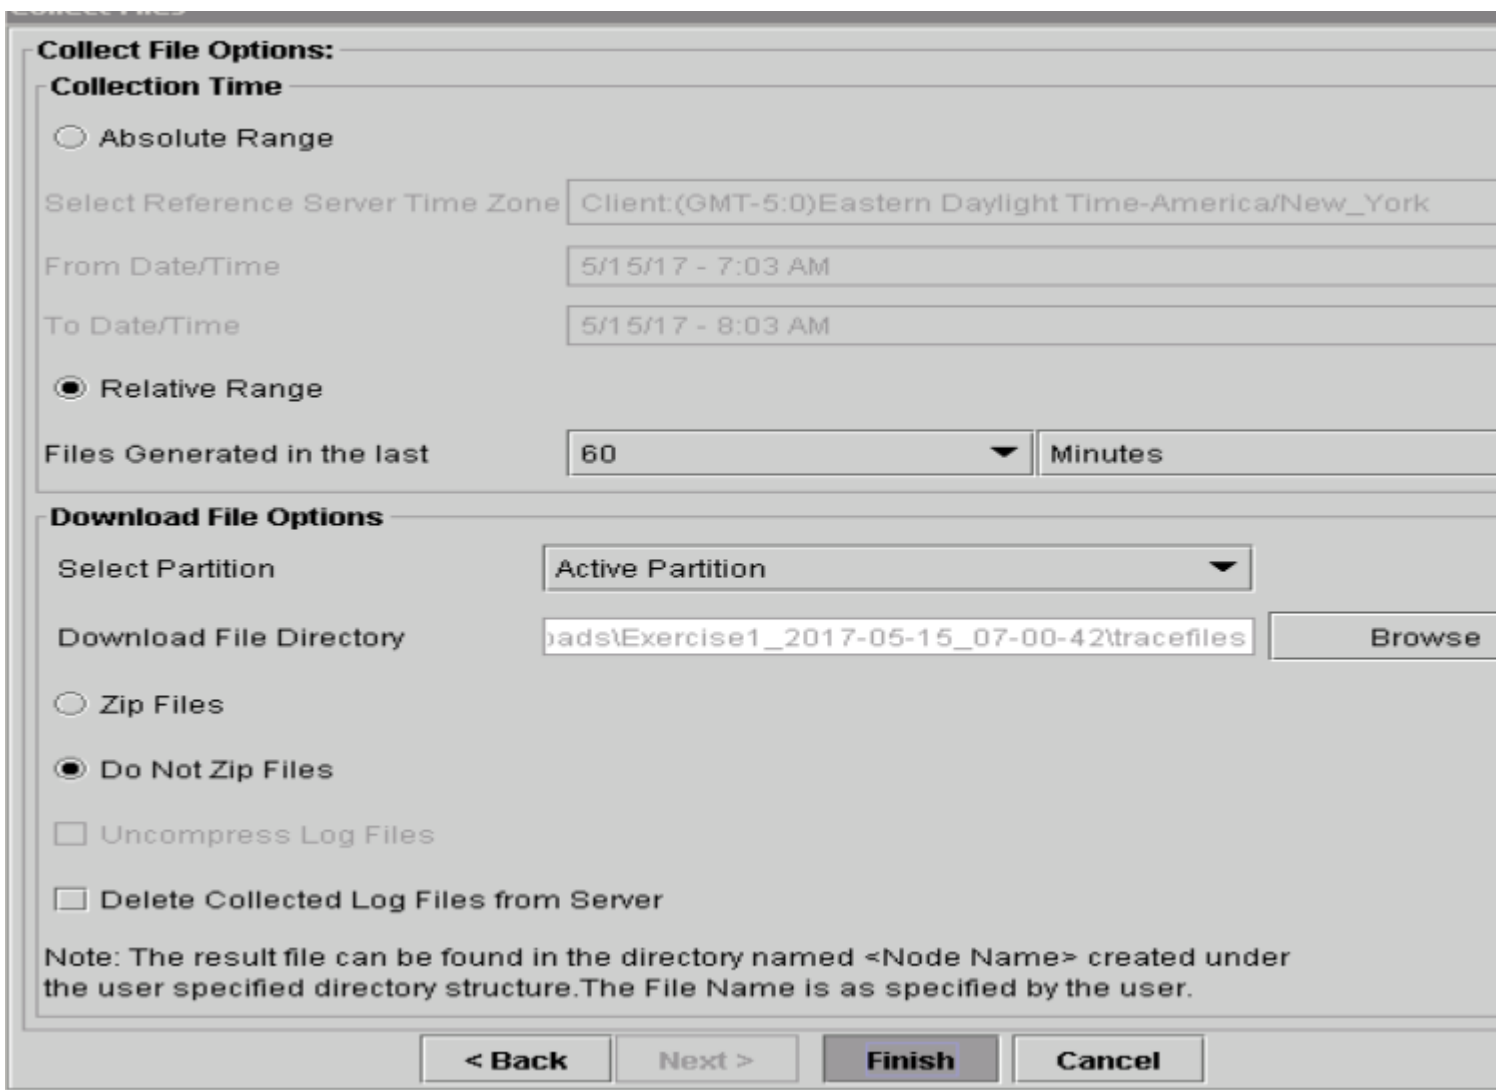 Collect Files
Collect File Options:
Collection Time
Absolute Range
Select Reference Server Time Zone Client:(GMT-5:0)Eastern Daylight Time-America/New_York
From Date/Time 5/15/17 - 7:03 AM
To Date/Time 5/15/17 - 8:03 AM
Relative Range
Files Generated in the last 60 Minutes
Download File Options
Select Partition Active Partition
Download File Directory oads\Exercise1_2017-05-15_07-00-42\tracefiles Browse
Zip Files
Do Not Zip Files
Uncompress Log Files
Delete Collected Log Files from Server
Note: The result file can be found in the directory named <Node Name> created under
the user specified directory structure.The File Name is as specified by the user.
< Back Next > Finish Cancel